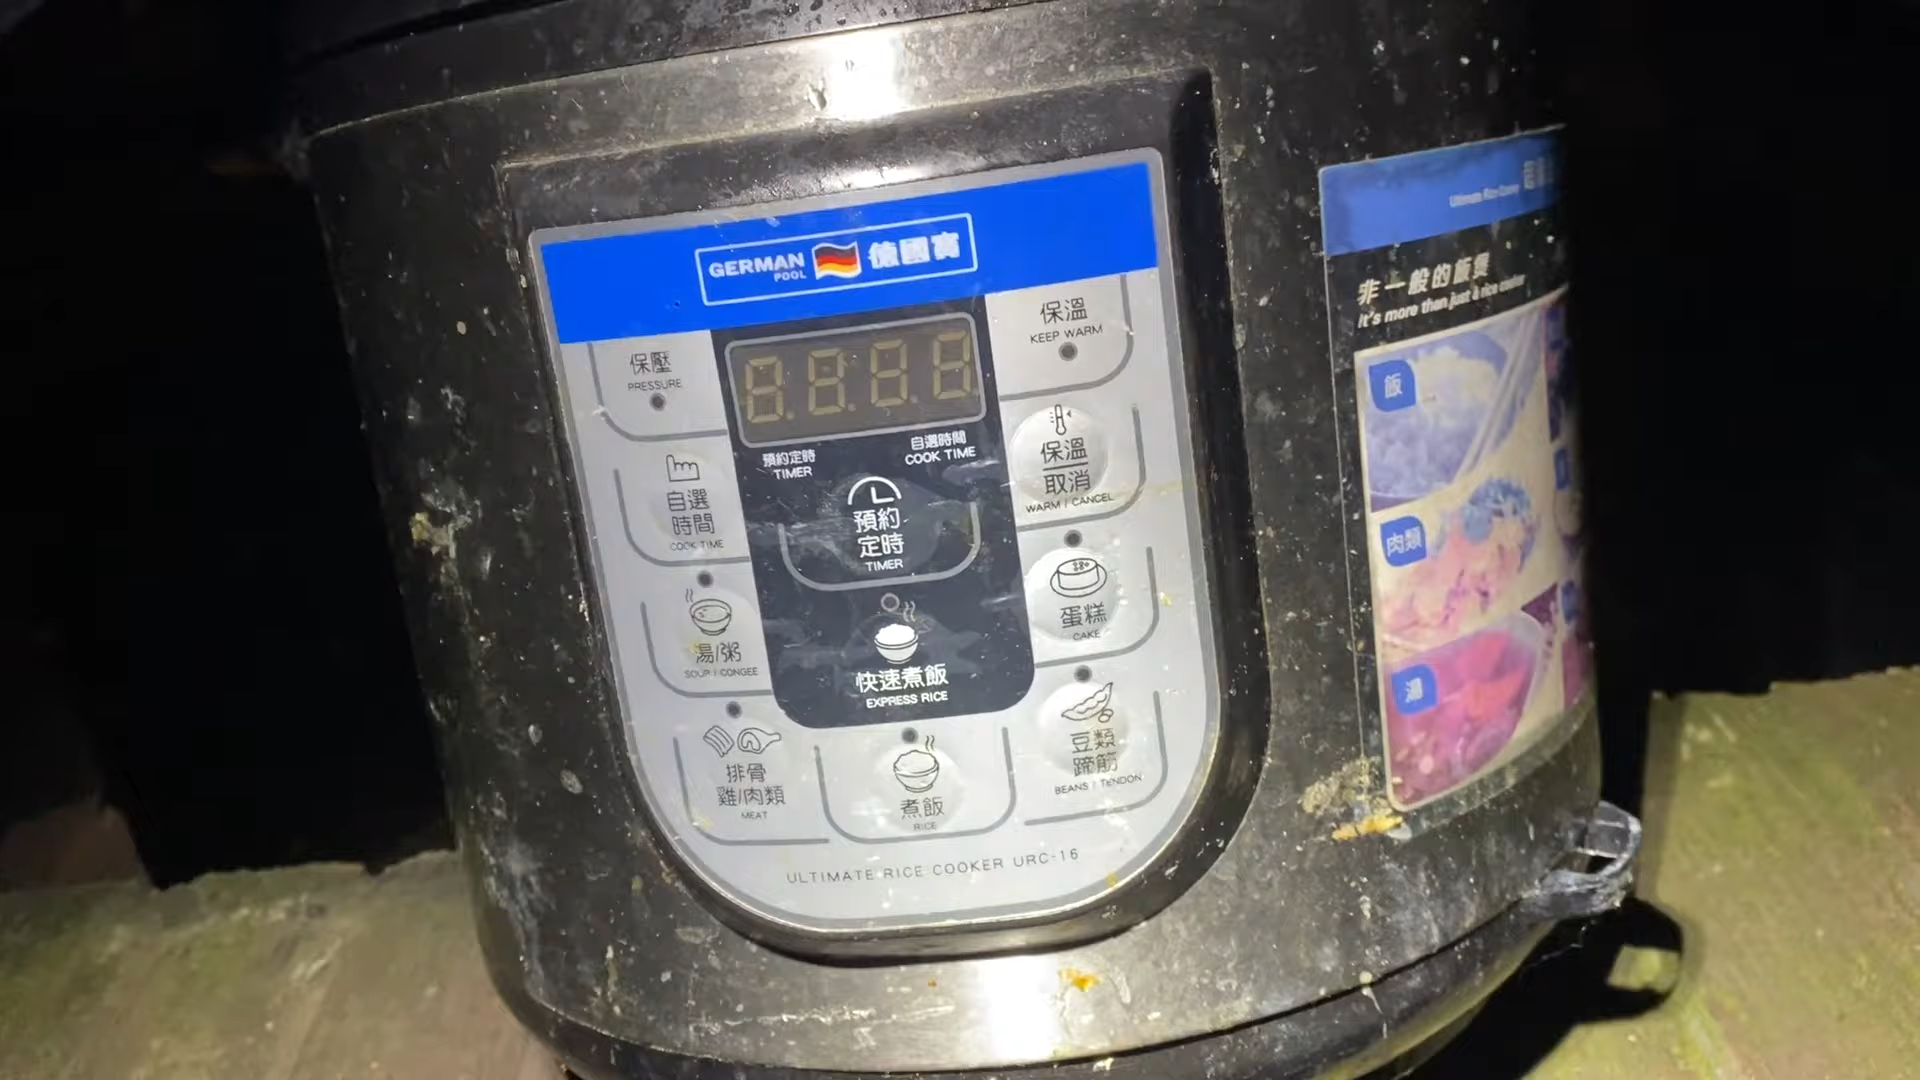 GERMAN POOL 德國寶
保壓
PRESSURE
保溫
KEEP WARM
預約定時
TIMER
自選時間
COOK TIME
自選
時間
COOK TIME
預約
定時
TIMER
保溫
取消
WARM / CANCEL
湯/粥
SOUP / CONGEE
快速煮飯
EXPRESS RICE
蛋糕
CAKE
排骨
雞/肉類
MEAT
煮飯
RICE
豆類
蹄筋
BEANS / TENDON
ULTIMATE RICE COOKER URC-16
Ultimate Rice Cooker
非一般的飯煲
It's more than just a rice cooker
飯
肉類
湯